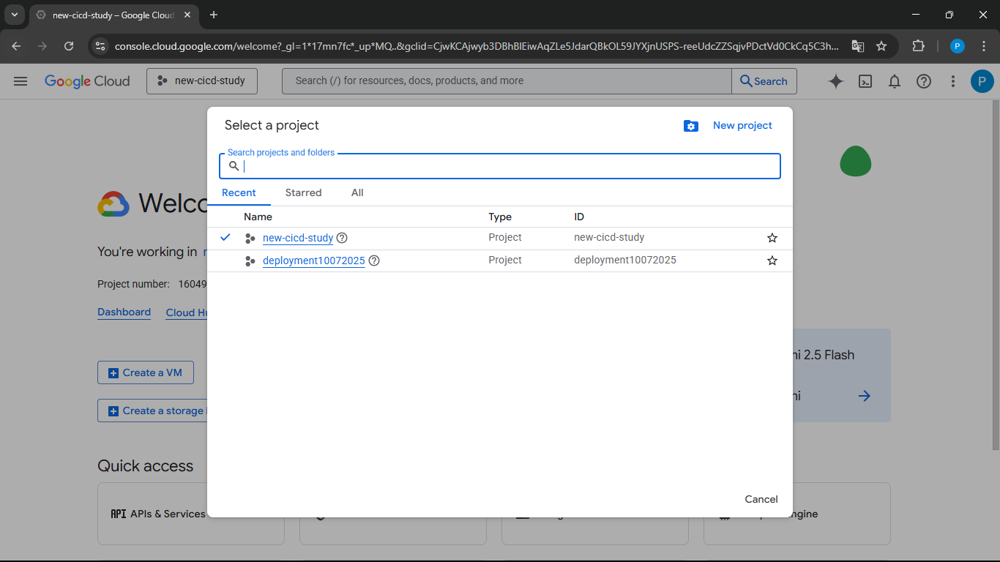 new-cicd-study – Google Cloud
console.cloud.google.com/welcome?_gl=1*17mn7fc*_up*MQ..&gclid=CjwKCAjwyb3DBhBlEiwAqZLe5JdarQBkOL59JYXjnUSPS-reeUdcZZSqjvPDctVd0CkCq5C3h...
P
Google Cloud
new-cicd-study
Search (/) for resources, docs, products, and more
Search
P
Select a project
New project
Search projects and folders
Recent Starred All
Name Type ID
new-cicd-study Project new-cicd-study
deployment10072025 Project deployment10072025
Cancel
Welco
You're working in
Project number: 16049
Dashboard Cloud Hu
ni 2.5 Flash
Create a VM
ni
Create a storage
Quick access
API APIs & Services
ngine